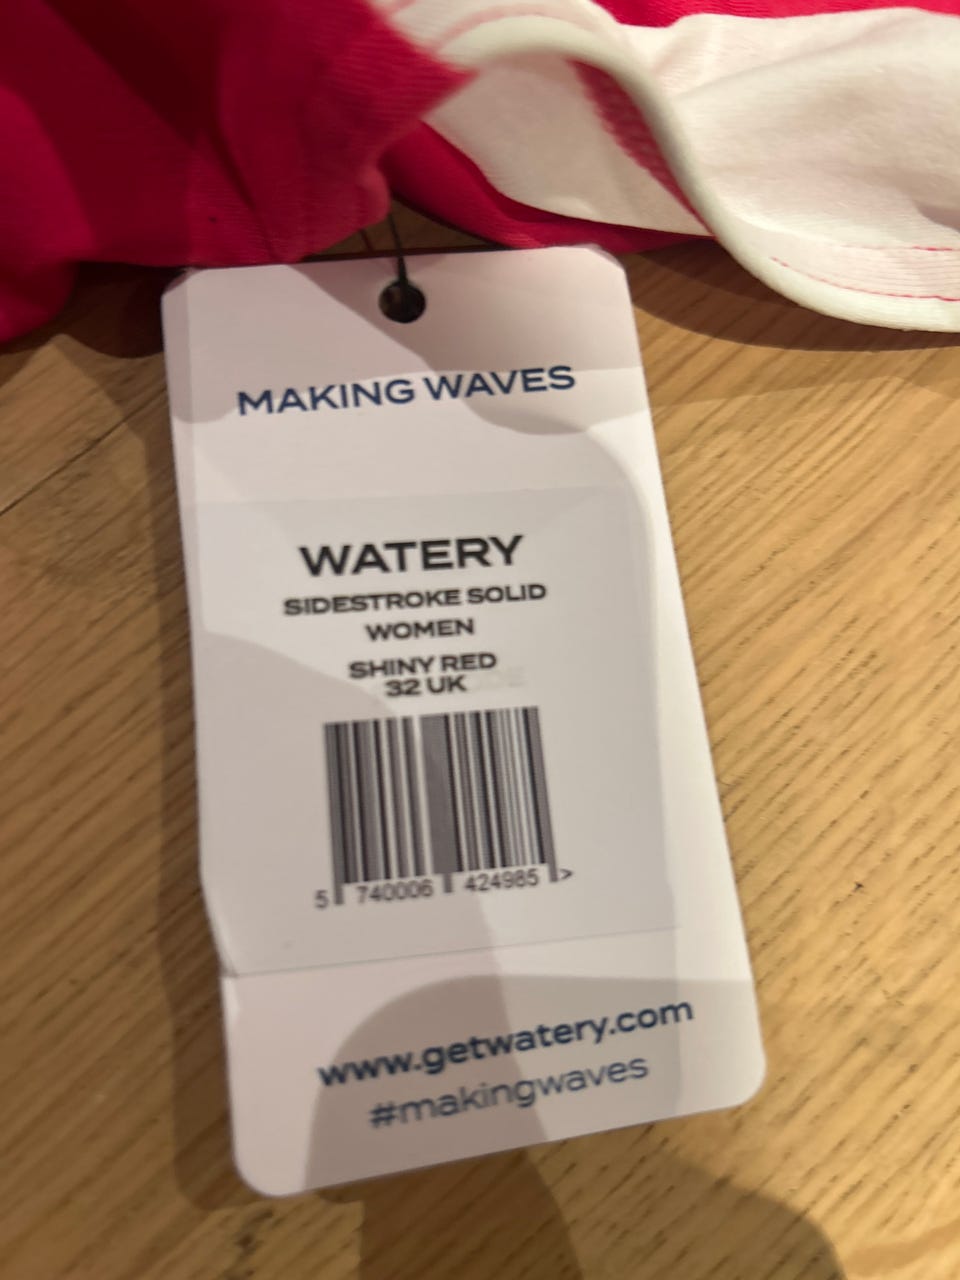 MAKING WAVES
WATERY
SIDESTROKE SOLID
WOMEN
SHINY RED
32 UK
5 740006 424985 >
www.getwatery.com
#makingwaves